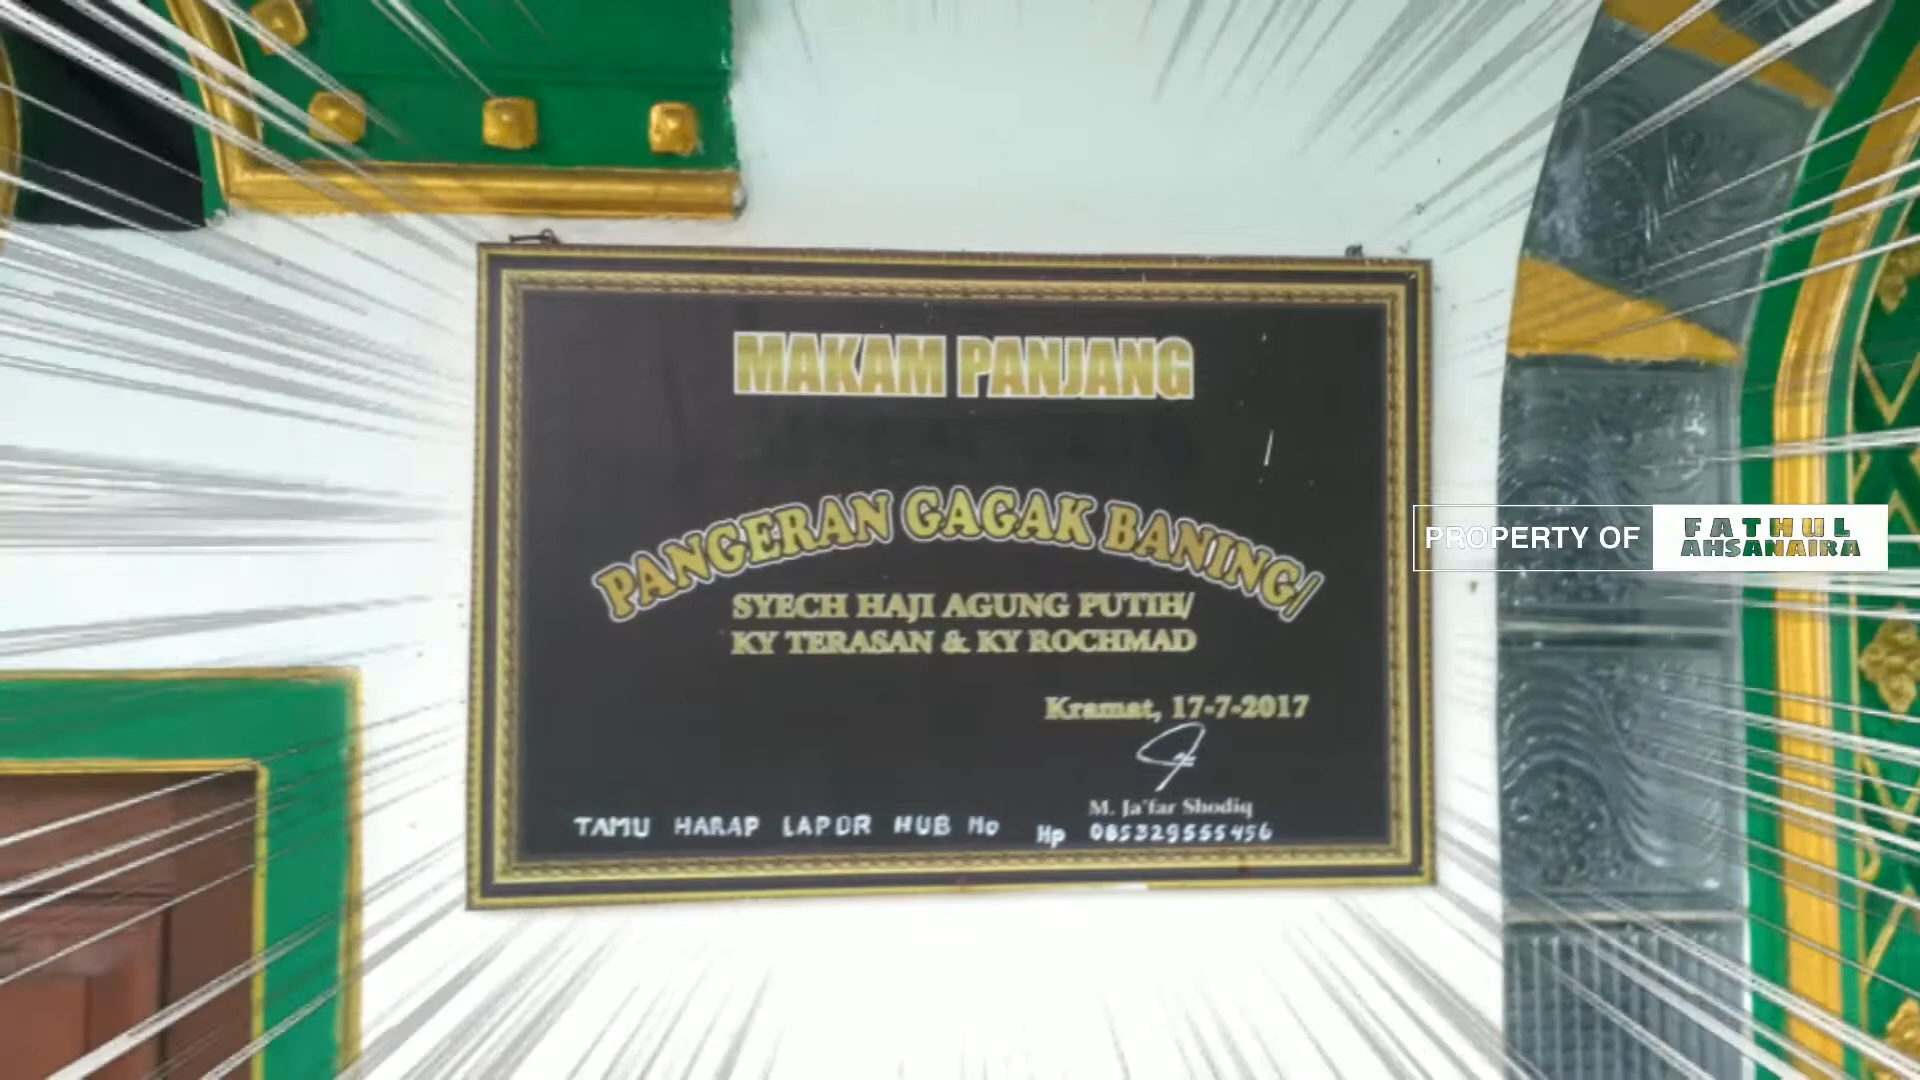 MAKAM PANJANG
PANGERAN GAGAK BANING/
SYECH HAJI AGUNG PUTIH/
KY TERASAN & KY ROCHMAD
Kramat, 17-7-2017
M. Ja'far Shodiq
TAMU HARAP LAPOR HUB No Hp 085329555456
PROPERTY OF FATHUL
AHSANAIRA